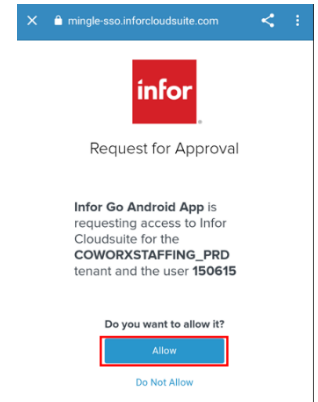 mingle-sso.inforcloudsuite.com
infor
Request for Approval
Infor Go Android App is
requesting access to Infor
Cloudsuite for the
COWORXSTAFFING_PRD
tenant and the user 150615
Do you want to allow it?
Allow
Do Not Allow